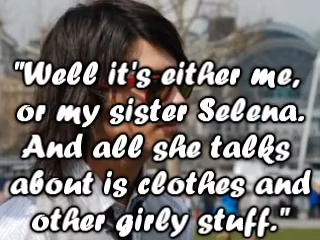 "Well it's either me,
or my sister Selena.
And all she talks
about is clothes and
other girly stuff."